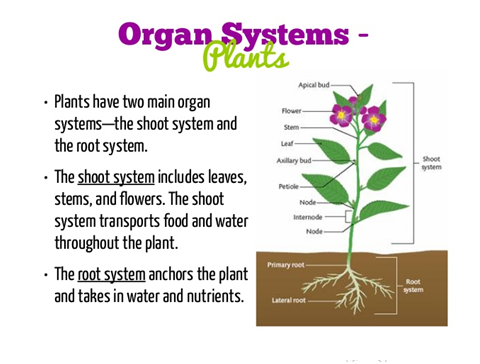 Organ Systems -
Plants
• Plants have two main organ
systems—the shoot system and
the root system.
• The shoot system includes leaves,
stems, and flowers. The shoot
system transports food and water
throughout the plant.
• The root system anchors the plant
and takes in water and nutrients.
Apical bud
Flower
Stem
Leaf
Axillary bud
Petiole
Node
Internode
Node
Shoot
system
Primary root
Lateral root
Root
system